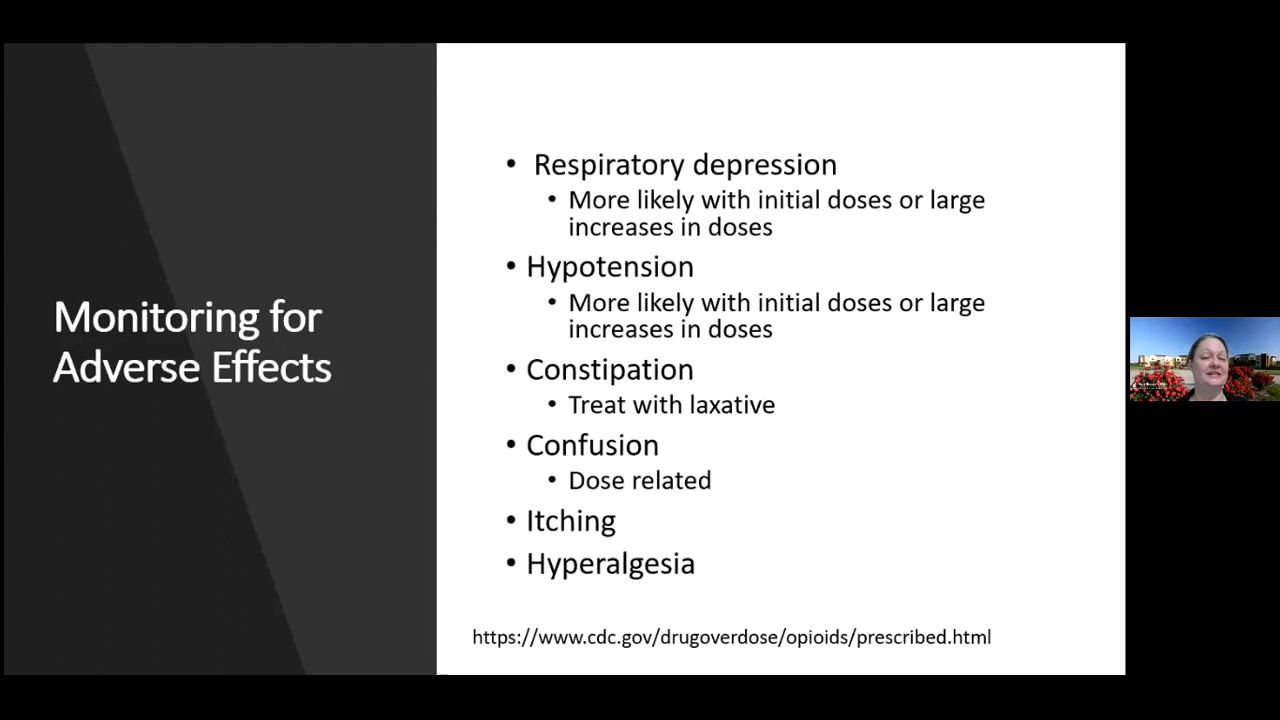 Monitoring for
Adverse Effects
• Respiratory depression
• More likely with initial doses or large
increases in doses
• Hypotension
• More likely with initial doses or large
increases in doses
• Constipation
• Treat with laxative
• Confusion
• Dose related
• Itching
• Hyperalgesia
https://www.cdc.gov/drugoverdose/opioids/prescribed.html